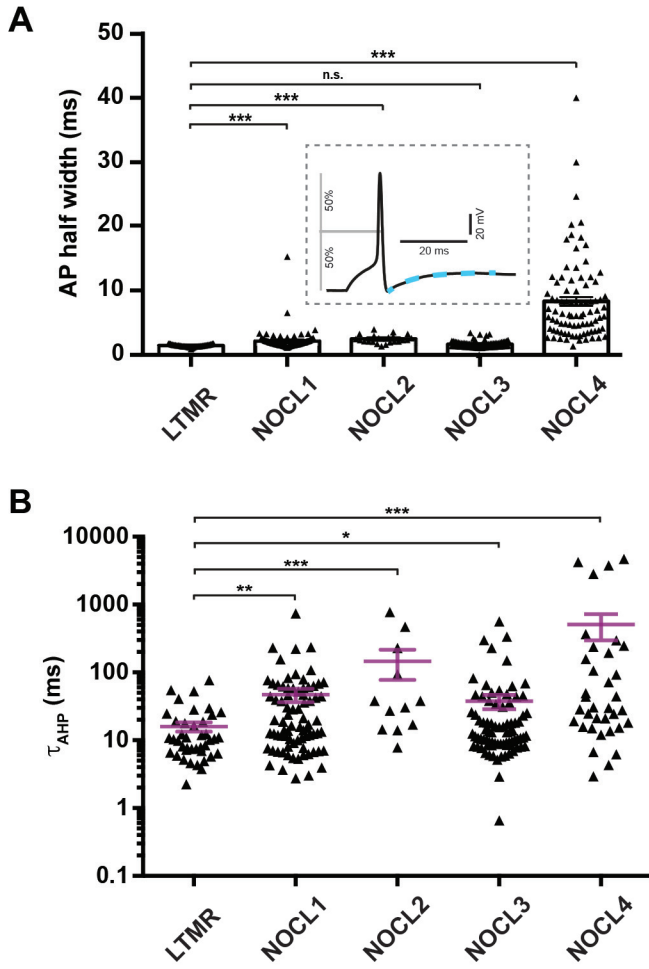 A
AP half width (ms)
50
40
30
20
10
0
***
n.s.
***
***
50%
50%
20 ms
20 mV
LTMR
NOCL1
NOCL2
NOCL3
NOCL4
B
τAHP (ms)
10000
1000
100
10
1
0.1
***
*
***
**
LTMR
NOCL1
NOCL2
NOCL3
NOCL4